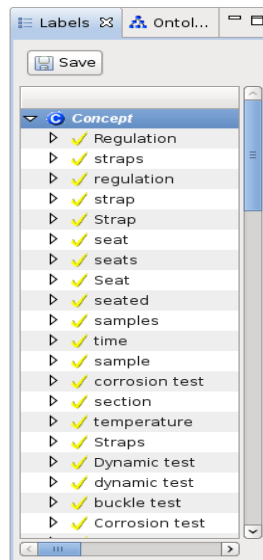 Labels Ontol...
Save
C Concept
Regulation
straps
regulation
strap
Strap
seat
seats
Seat
seated
samples
time
sample
corrosion test
section
temperature
Straps
Dynamic test
dynamic test
buckle test
Corrosion test